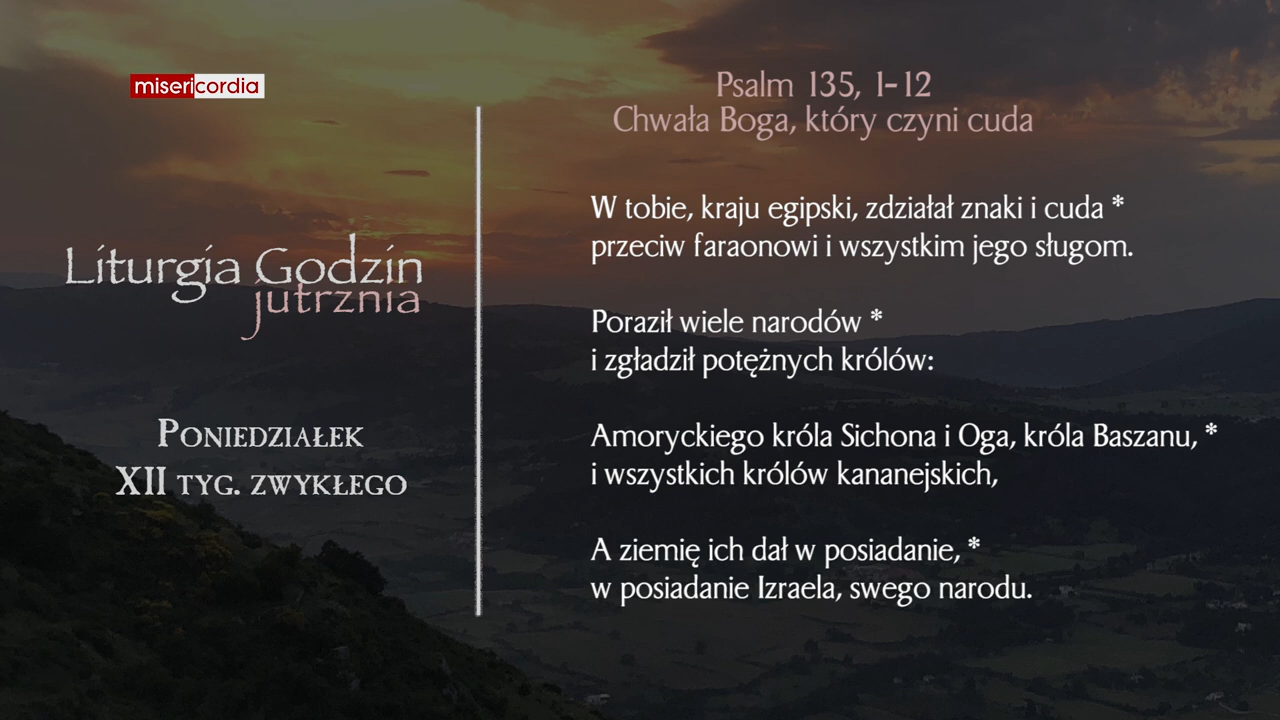 misericordia
Liturgia Godzin
jutrznia
Poniedziałek
XII tyg. zwykłego
Psalm 135, 1-12
Chwała Boga, który czyni cuda
W tobie, kraju egipski, zdziałał znaki i cuda *
przeciw faraonowi i wszystkim jego sługom.
Poraził wiele narodów *
i zgładził potężnych królów:
Amoryckiego króla Sichona i Oga, króla Baszanu, *
i wszystkich królów kananejskich,
A ziemię ich dał w posiadanie, *
w posiadanie Izraela, swego narodu.